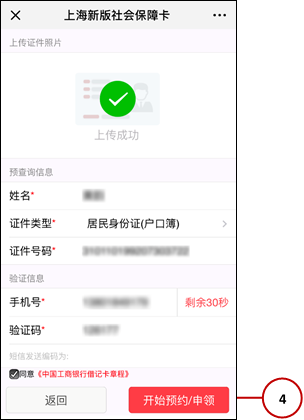 上海新版社会保障卡
上传证件照片
上传成功
预查询信息
姓名*
证件类型* 居民身份证(户口簿)
证件号码*
验证信息
手机号* 剩余30秒
验证码*
短信发送编码为:
同意《中国工商银行借记卡章程》
返回 开始预约/申领 4